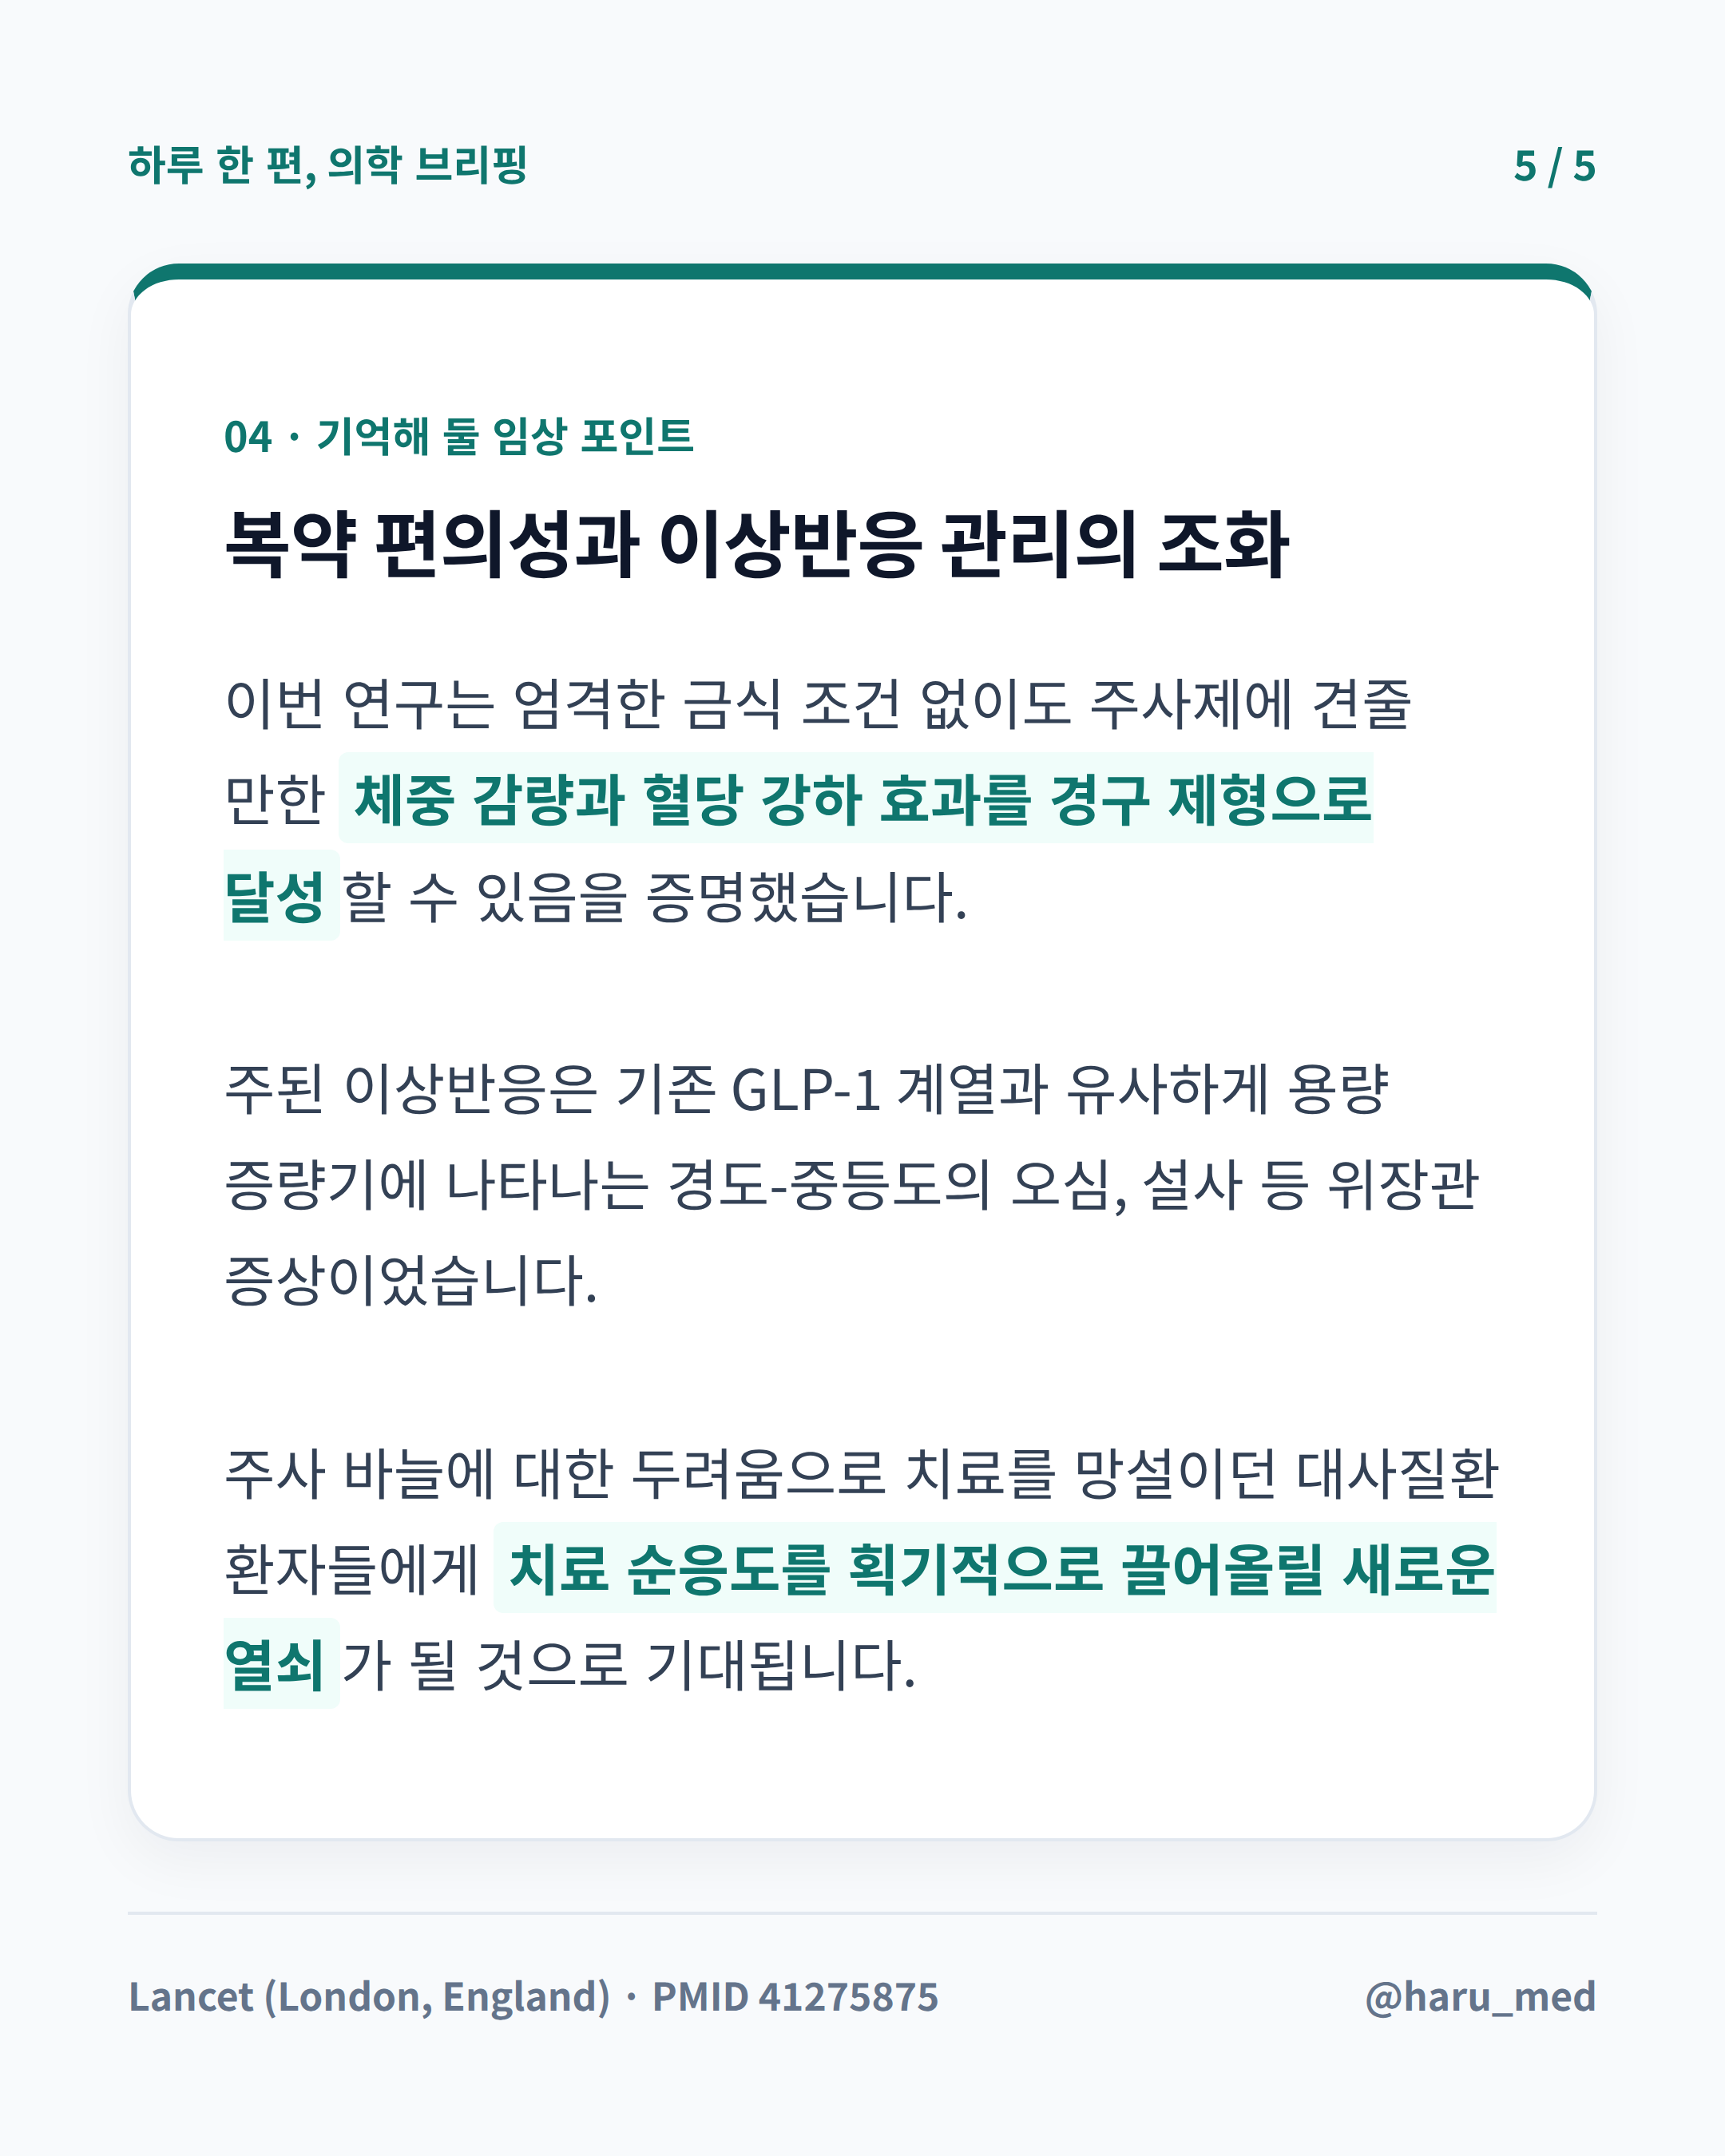 하루 한 편, 의학 브리핑
5 / 5
04 · 기억해 둘 임상 포인트
복약 편의성과 이상반응 관리의 조화
이번 연구는 엄격한 금식 조건 없이도 주사제에 견줄
만한 체중 감량과 혈당 강하 효과를 경구 제형으로
달성할 수 있음을 증명했습니다.
주된 이상반응은 기존 GLP-1 계열과 유사하게 용량
증량기에 나타나는 경도-중등도의 오심, 설사 등 위장관
증상이었습니다.
주사 바늘에 대한 두려움으로 치료를 망설이던 대사질환
환자들에게 치료 순응도를 획기적으로 끌어올릴 새로운
열쇠가 될 것으로 기대됩니다.
Lancet (London, England) · PMID 41275875
@haru_med